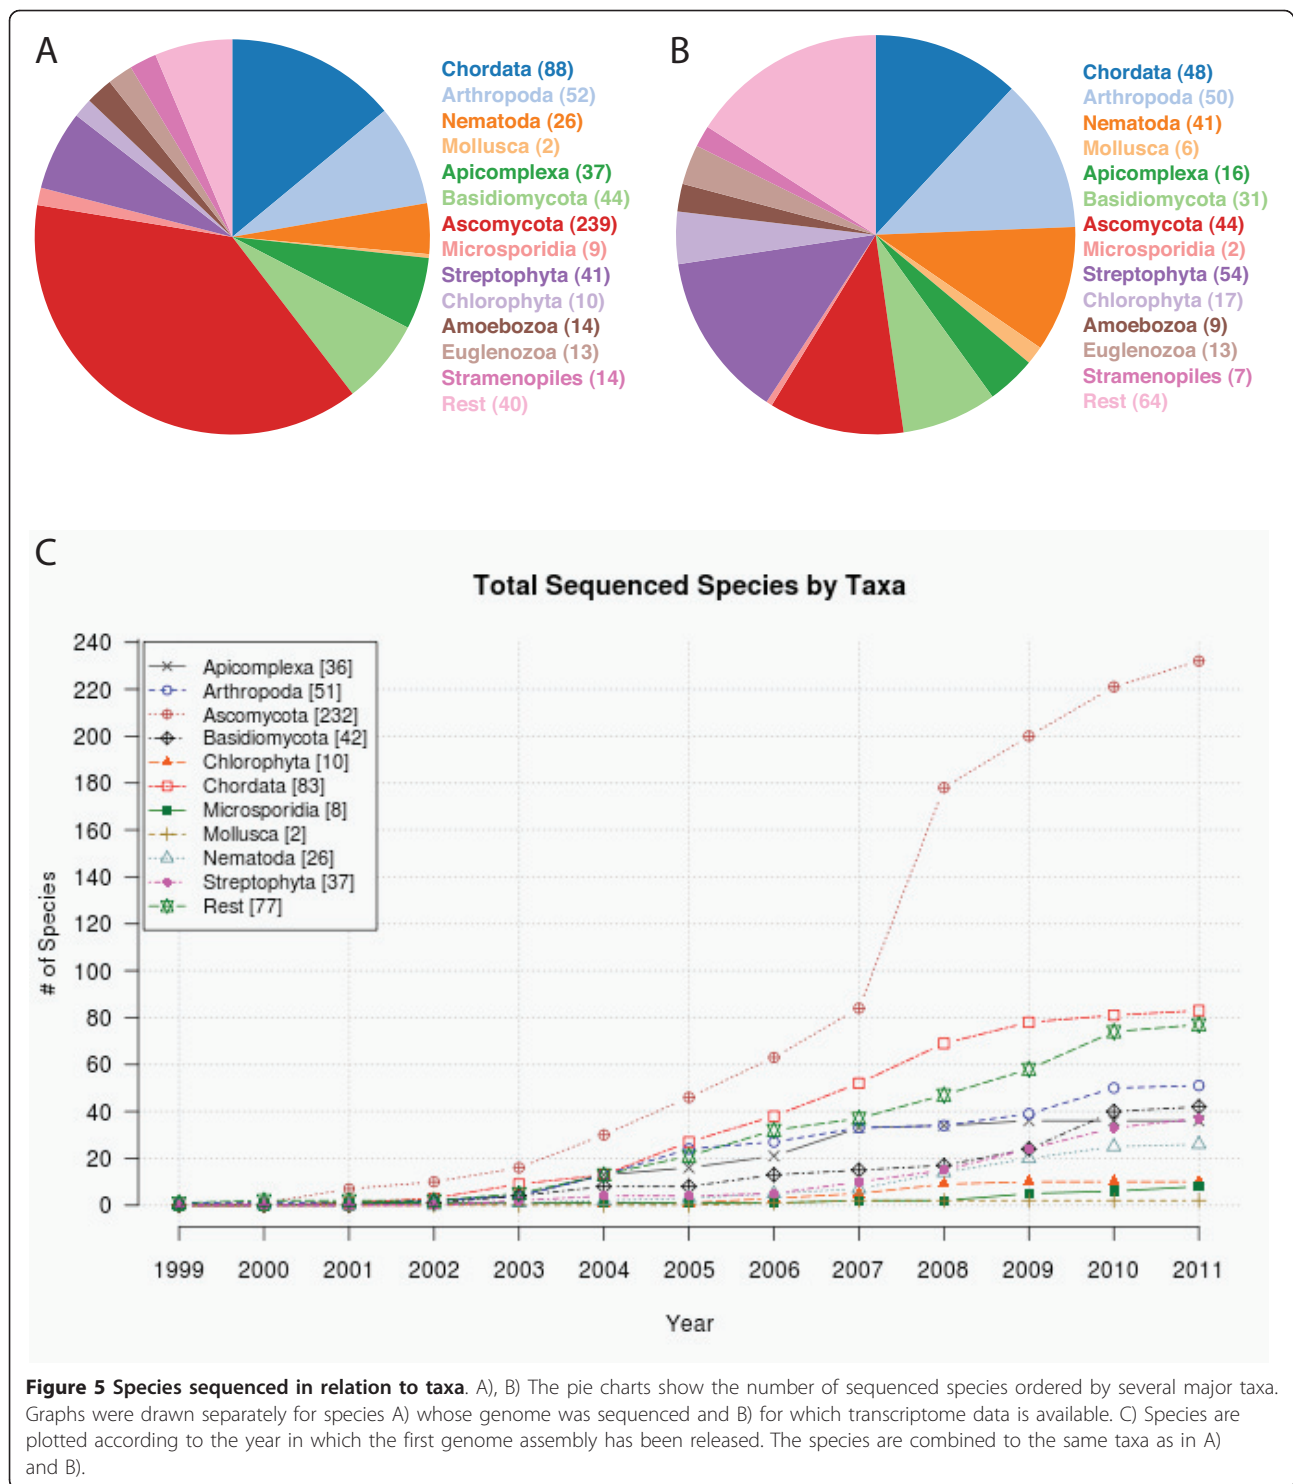 A
Chordata (88)
Arthropoda (52)
Nematoda (26)
Mollusca (2)
Apicomplexa (37)
Basidiomycota (44)
Ascomycota (239)
Microsporidia (9)
Streptophyta (41)
Chlorophyta (10)
Amoebozoa (14)
Euglenozoa (13)
Stramenopiles (14)
Rest (40)
B
Chordata (48)
Arthropoda (50)
Nematoda (41)
Mollusca (6)
Apicomplexa (16)
Basidiomycota (31)
Ascomycota (44)
Microsporidia (2)
Streptophyta (54)
Chlorophyta (17)
Amoebozoa (9)
Euglenozoa (13)
Stramenopiles (7)
Rest (64)
C
Total Sequenced Species by Taxa
# of Species
240
220
200
180
160
140
120
100
80
60
40
20
0
Apicomplexa [36]
Arthropoda [51]
Ascomycota [232]
Basidiomycota [42]
Chlorophyta [10]
Chordata [83]
Microsporidia [8]
Mollusca [2]
Nematoda [26]
Streptophyta [37]
Rest [77]
1999 2000 2001 2002 2003 2004 2005 2006 2007 2008 2009 2010 2011
Year
Figure 5 Species sequenced in relation to taxa. A), B) The pie charts show the number of sequenced species ordered by several major taxa.
Graphs were drawn separately for species A) whose genome was sequenced and B) for which transcriptome data is available. C) Species are
plotted according to the year in which the first genome assembly has been released. The species are combined to the same taxa as in A)
and B).